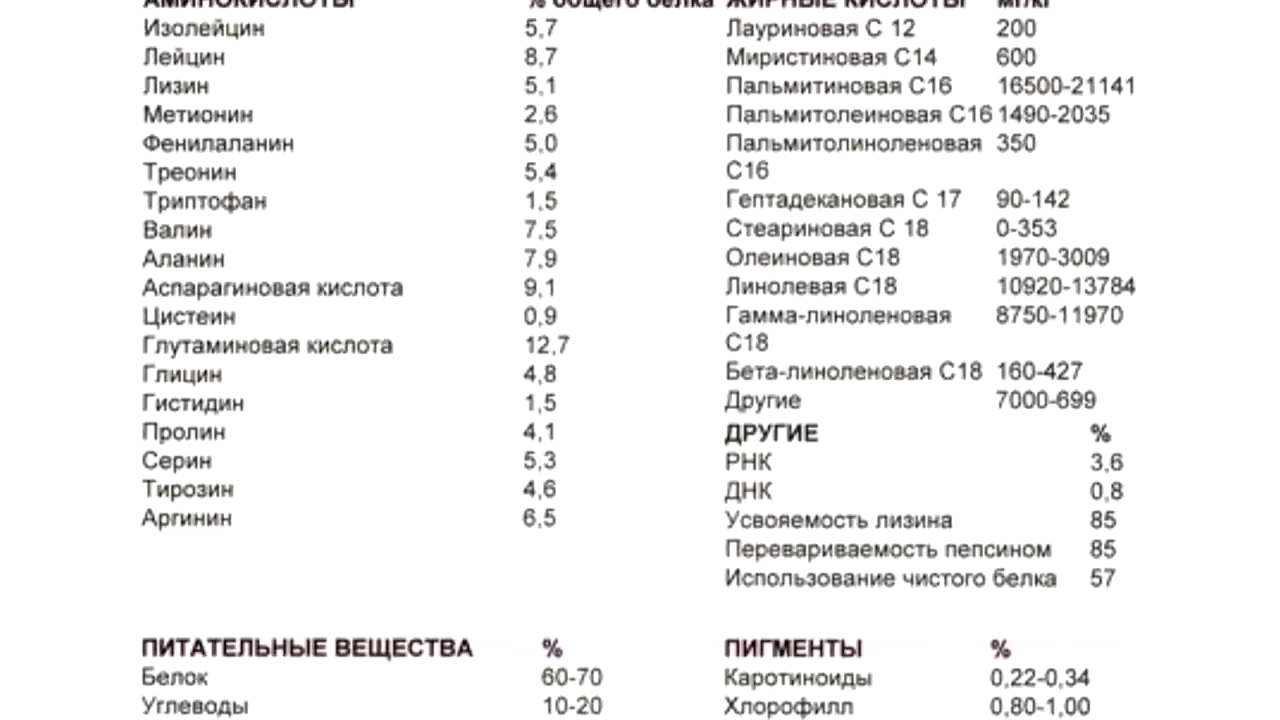 АМИНОКИСЛОТЫ % общего белка
Изолейцин 5,7
Лейцин 8,7
Лизин 5,1
Метионин 2,6
Фенилаланин 5,0
Треонин 5,4
Триптофан 1,5
Валин 7,5
Аланин 7,9
Аспарагиновая кислота 9,1
Цистеин 0,9
Глутаминовая кислота 12,7
Глицин 4,8
Гистидин 1,5
Пролин 4,1
Серин 5,3
Тирозин 4,6
Аргинин 6,5
ЖИРНЫЕ КИСЛОТЫ мг/кг
Лауриновая С 12 200
Миристиновая С14 600
Пальмитиновая С16 16500-21141
Пальмитолеиновая С16 1490-2035
Пальмитолиноленовая 350
С16
Гептадекановая С 17 90-142
Стеариновая С 18 0-353
Олеиновая С18 1970-3009
Линолевая С18 10920-13784
Гамма-линоленовая 8750-11970
С18
Бета-линоленовая С18 160-427
Другие 7000-699
ДРУГИЕ %
РНК 3,6
ДНК 0,8
Усвояемость лизина 85
Перевариваемость пепсином 85
Использование чистого белка 57
ПИТАТЕЛЬНЫЕ ВЕЩЕСТВА %
Белок 60-70
Углеводы 10-20
ПИГМЕНТЫ %
Каротиноиды 0,22-0,34
Хлорофилл 0,80-1,00